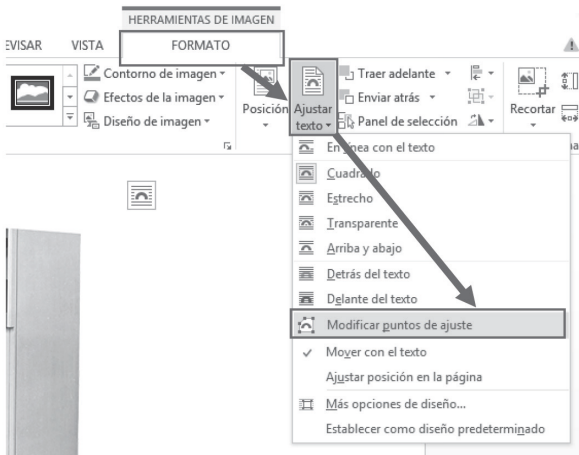 HERRAMIENTAS DE IMAGEN
EVISAR VISTA FORMATO
Contorno de imagen
Efectos de la imagen
Diseño de imagen
Posición
Ajustar texto
Traer adelante
Enviar atrás
Panel de selección
Recortar
En línea con el texto
Cuadrado
Estrecho
Transparente
Arriba y abajo
Detrás del texto
Delante del texto
Modificar puntos de ajuste
Mover con el texto
Ajustar posición en la página
Más opciones de diseño...
Establecer como diseño predeterminado